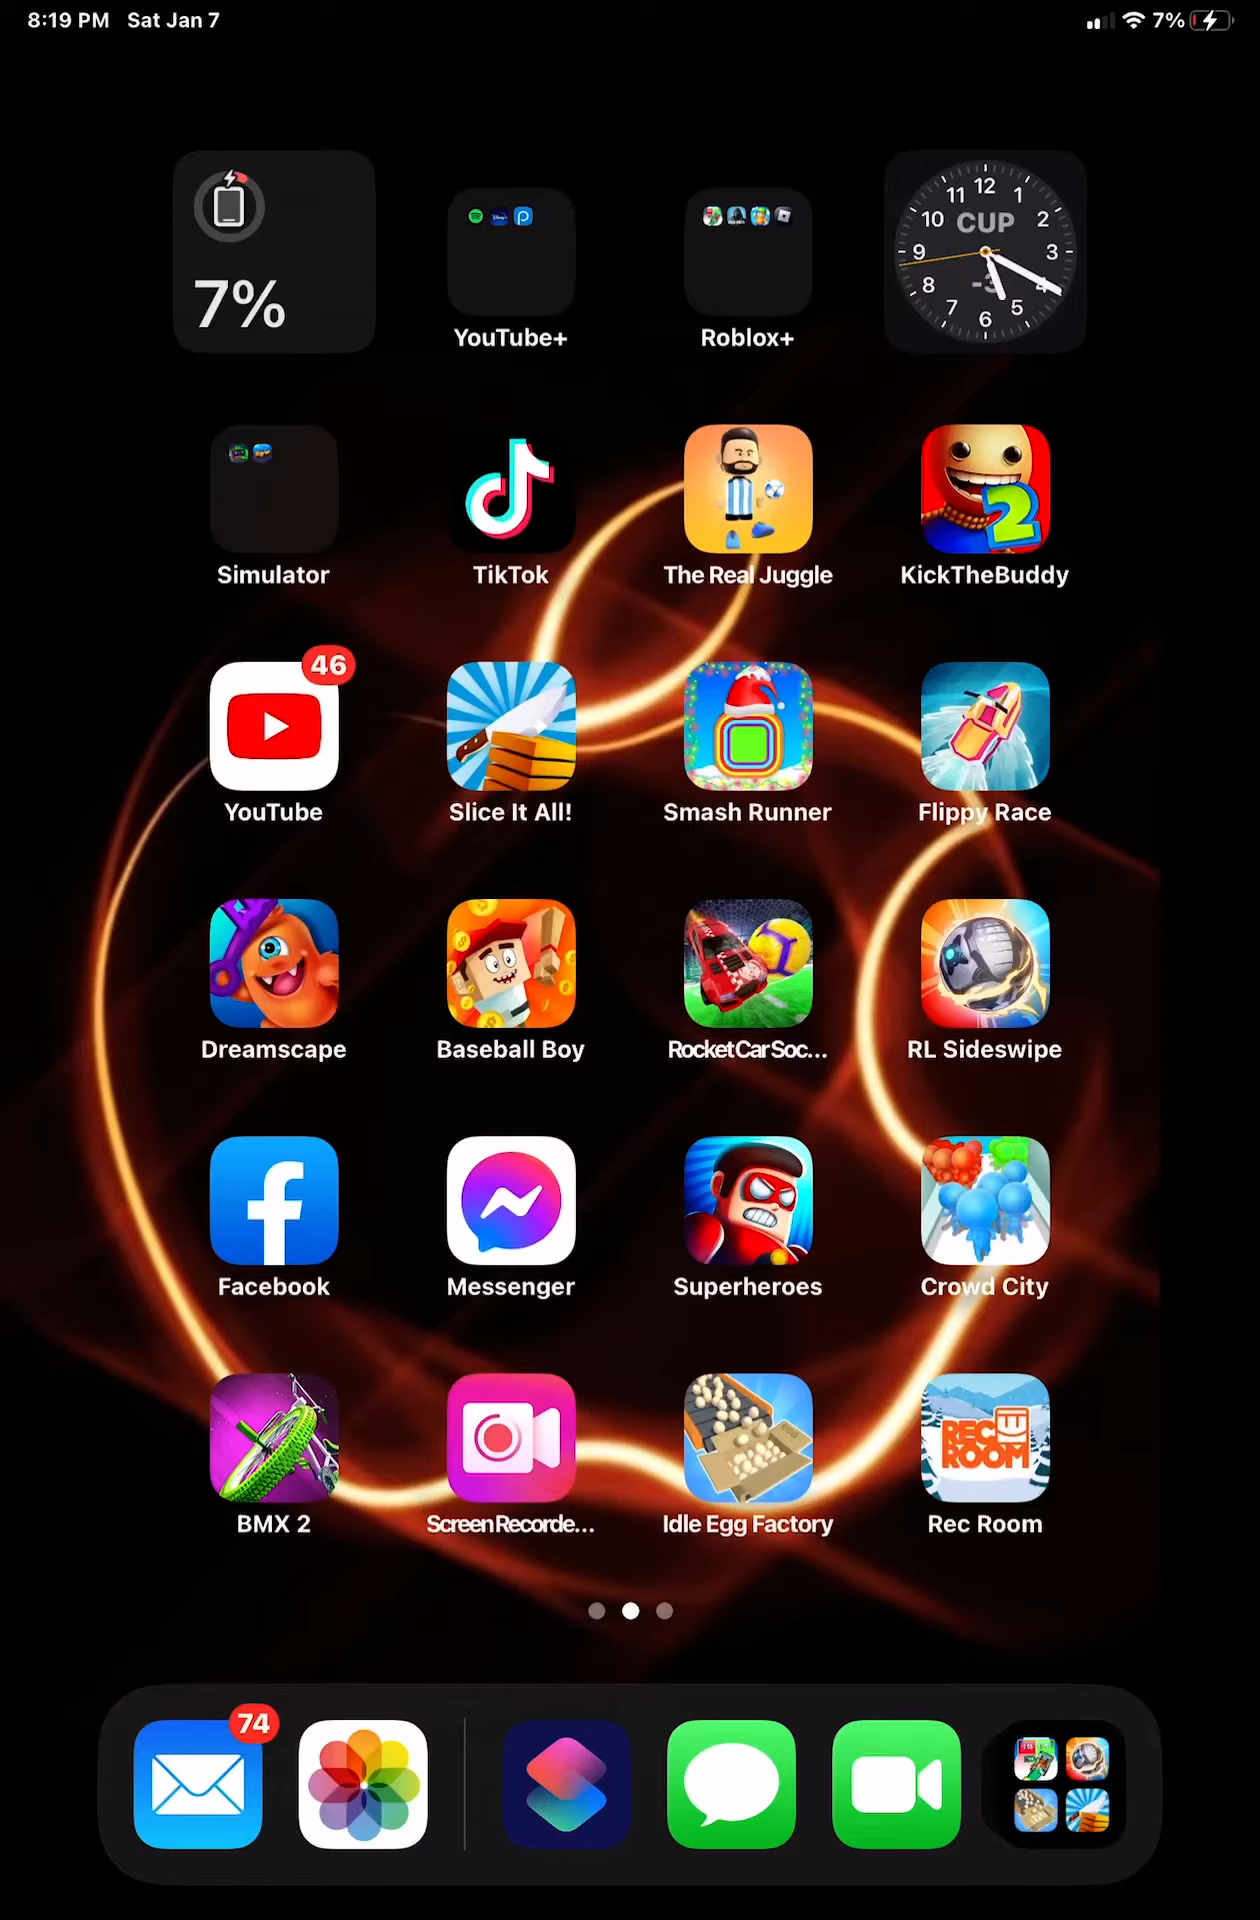 8:19 PM Sat Jan 7
7%
7%
YouTube+
Roblox+
12
1
2
3
4
5
6
7
8
9
10
11
CUP
-3
Simulator
TikTok
The Real Juggle
2
KickTheBuddy
46
YouTube
Slice It All!
Smash Runner
Flippy Race
Dreamscape
Baseball Boy
RocketCarSoc...
RL Sideswipe
Facebook
Messenger
Superheroes
Crowd City
BMX 2
ScreenRecorde...
Idle Egg Factory
REC
ROOM
Rec Room
74